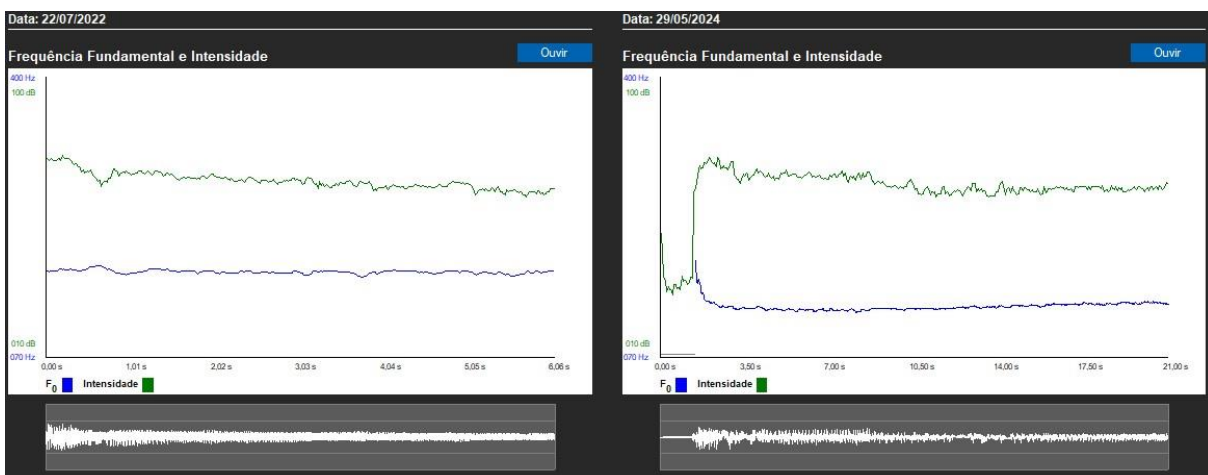 Data: 22/07/2022
Frequência Fundamental e Intensidade
Ouvir
400 Hz
100 dB
010 dB
070 Hz
0,00 s 1,01 s 2,02 s 3,03 s 4,04 s 5,05 s 6,06 s
F0 Intensidade
Data: 29/05/2024
Frequência Fundamental e Intensidade
Ouvir
400 Hz
100 dB
010 dB
070 Hz
0,00 s 3,50 s 7,00 s 10,50 s 14,00 s 17,50 s 21,00 s
F0 Intensidade